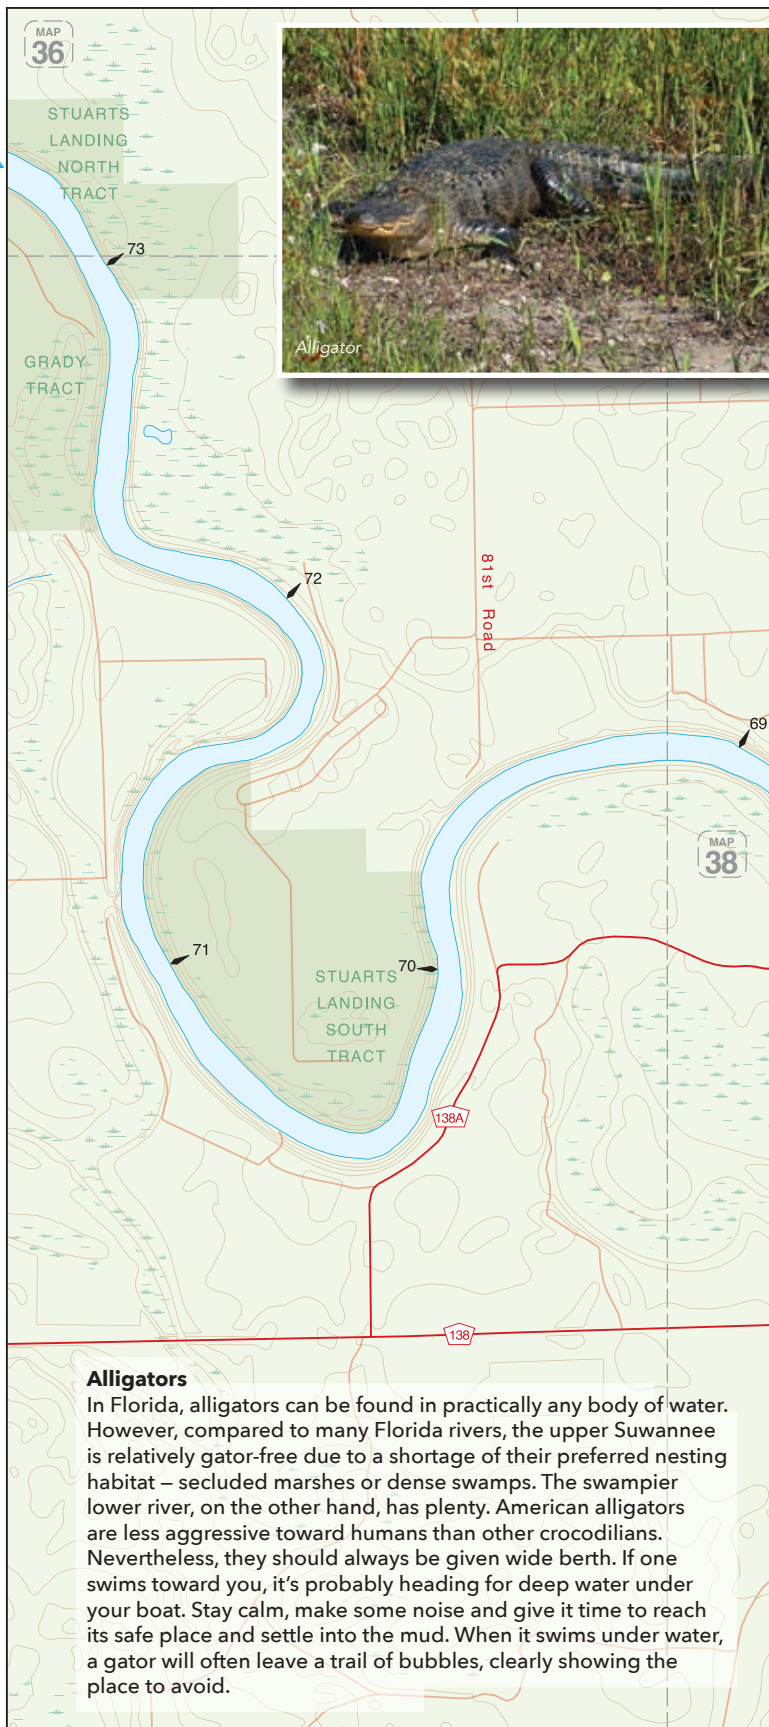 MAP
36
STUARTS
LANDING
NORTH
TRACT
73
Alligator
GRADY
TRACT
81st Road
72
69
MAP
38
71
70
STUARTS
LANDING
SOUTH
TRACT
138A
138
Alligators
In Florida, alligators can be found in practically any body of water.
However, compared to many Florida rivers, the upper Suwannee
is relatively gator-free due to a shortage of their preferred nesting
habitat – secluded marshes or dense swamps. The swampier
lower river, on the other hand, has plenty. American alligators
are less aggressive toward humans than other crocodilians.
Nevertheless, they should always be given wide berth. If one
swims toward you, it’s probably heading for deep water under
your boat. Stay calm, make some noise and give it time to reach
its safe place and settle into the mud. When it swims under water,
a gator will often leave a trail of bubbles, clearly showing the
place to avoid.